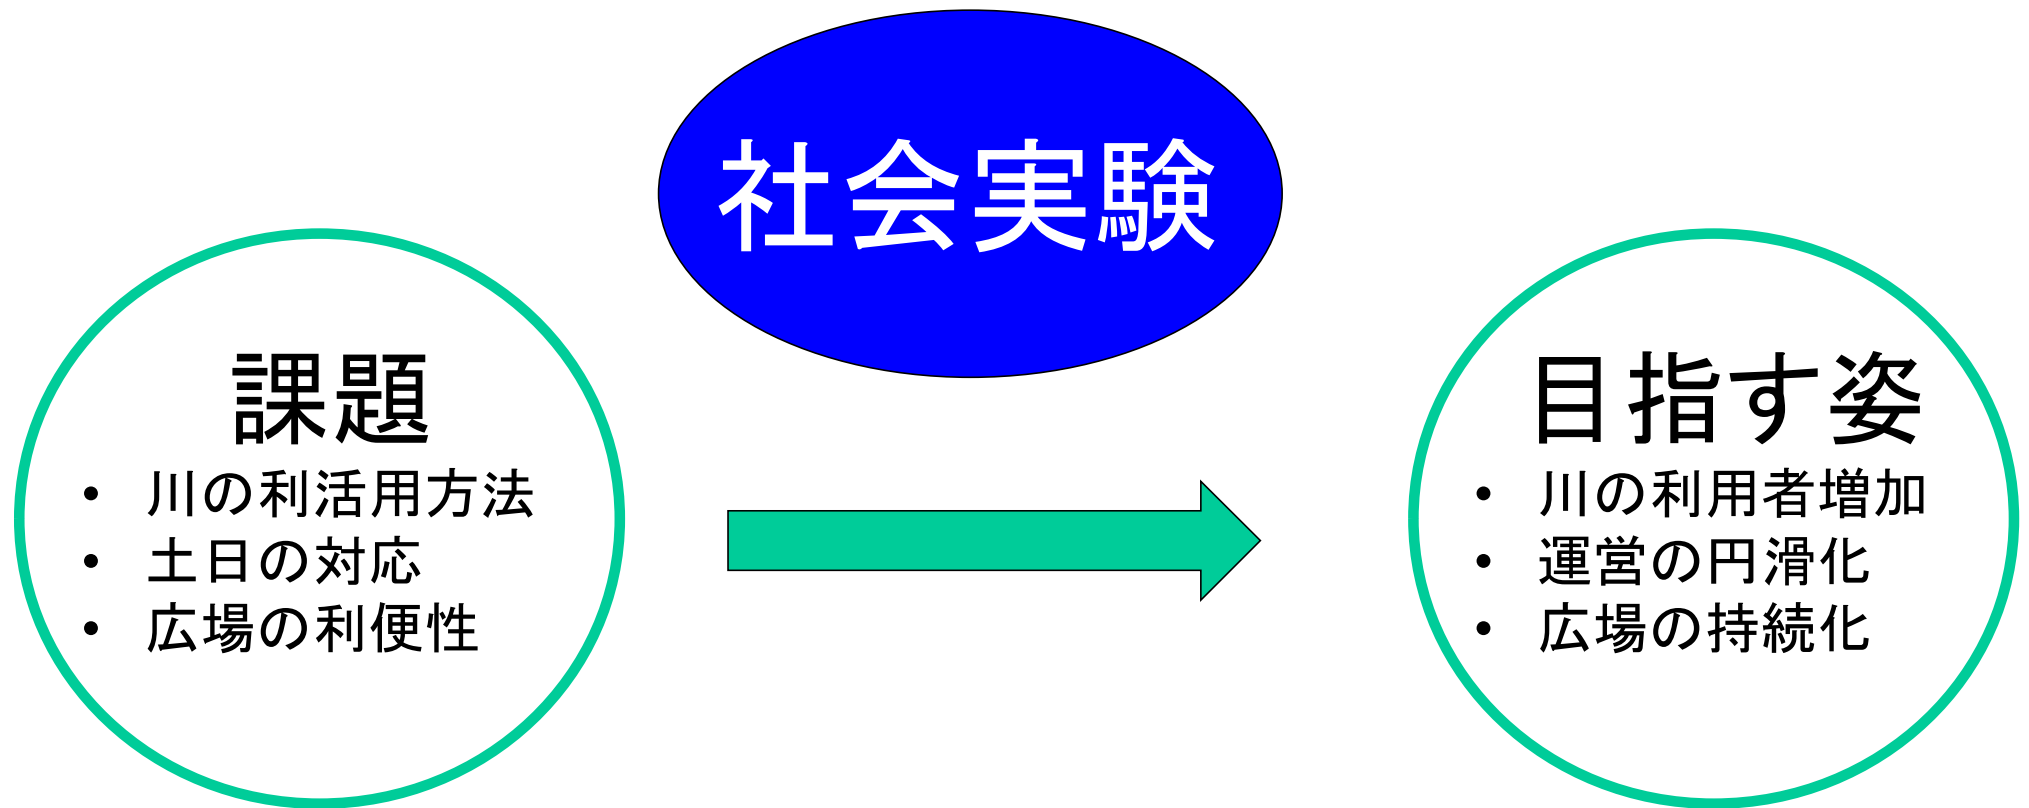 社会実験
課題
• 川の利活用方法
• 土日の対応
• 広場の利便性
目指す姿
• 川の利用者増加
• 運営の円滑化
• 広場の持続化